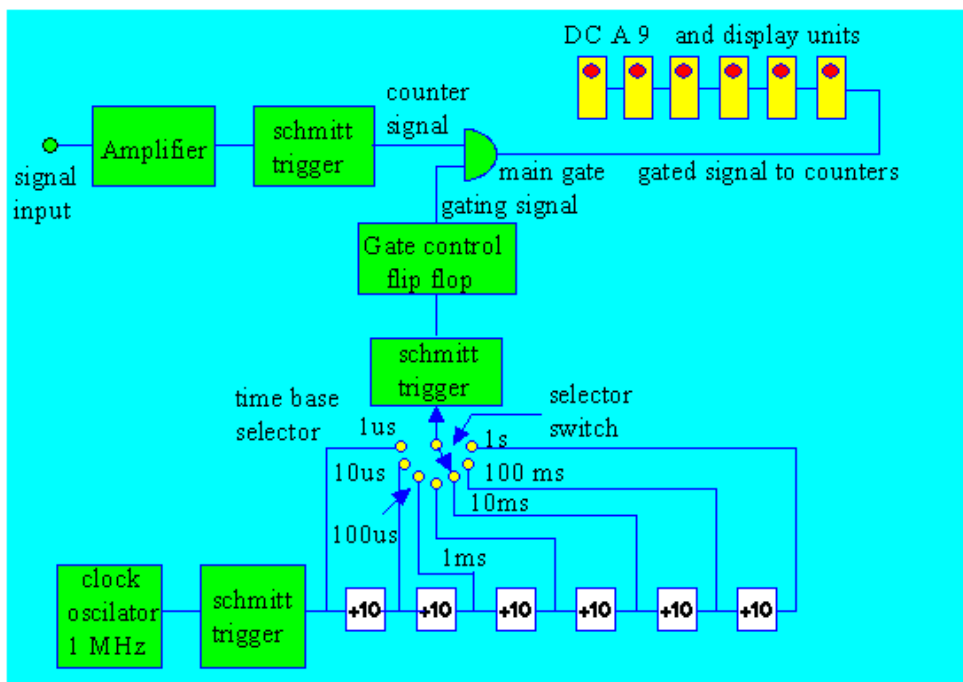 DC A 9 and display units
counter
signal
Amplifier
schmitt
trigger
signal
input
main gate
gated signal to counters
gating signal
Gate control
flip flop
schmitt
trigger
time base
selector
selector
switch
1us
1s
10us
100 ms
10ms
100us
1ms
clock
oscilator
1 MHz
schmitt
trigger
+10
+10
+10
+10
+10
+10